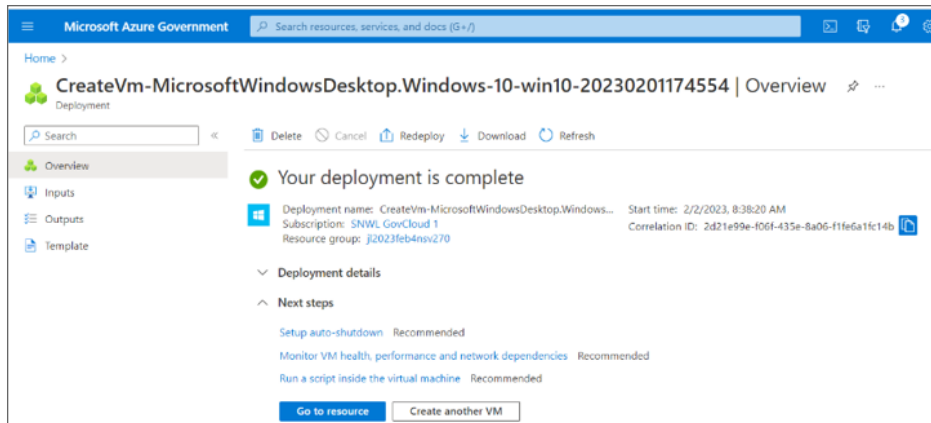 Microsoft Azure Government
Search resources, services, and docs (G+/)
3
Home >
CreateVm-MicrosoftWindowsDesktop.Windows-10-win10-20230201174554 | Overview
Deployment
Search
Delete Cancel Redeploy Download Refresh
Overview
Inputs
Outputs
Template
Your deployment is complete
Deployment name: CreateVm-MicrosoftWindowsDesktop.Windows...
Subscription: SNWL GovCloud 1
Resource group: jl2023feb4nsv270
Start time: 2/2/2023, 8:38:20 AM
Correlation ID: 2d21e99e-f06f-435e-8a06-f1fe6a1fc14b
Deployment details
Next steps
Setup auto-shutdown Recommended
Monitor VM health, performance and network dependencies Recommended
Run a script inside the virtual machine Recommended
Go to resource Create another VM